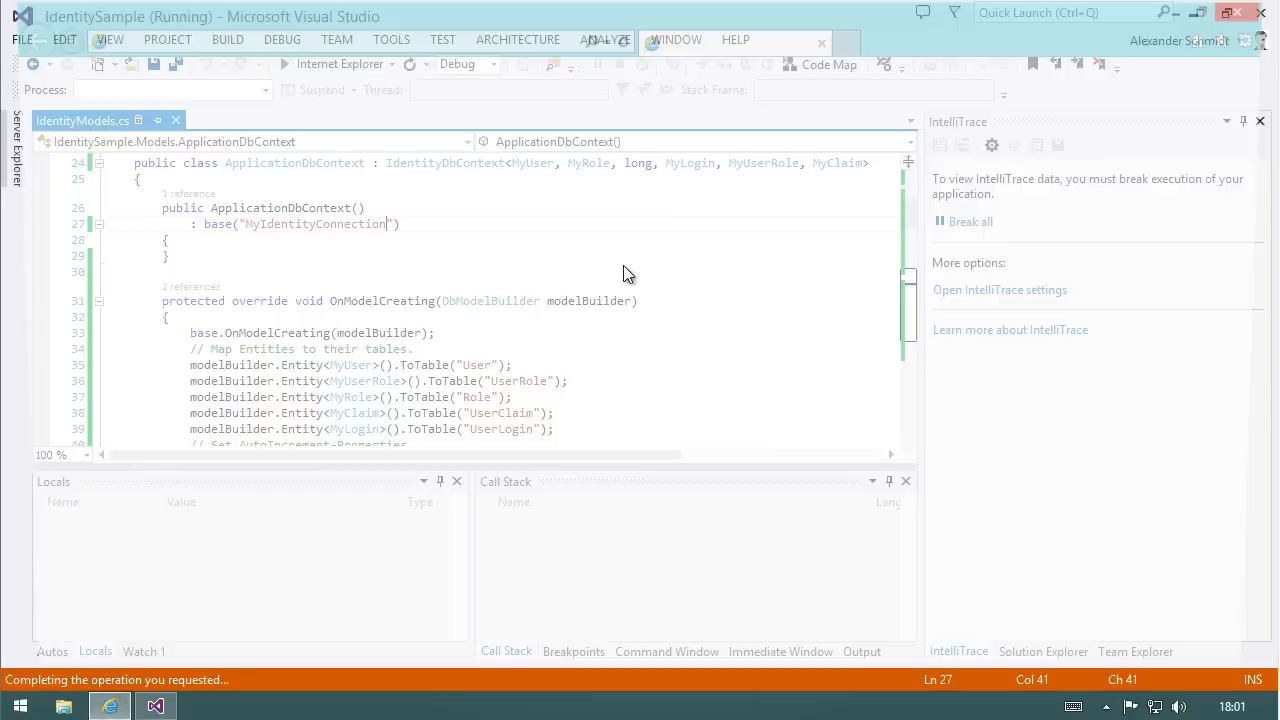 IdentitySample (Running) - Microsoft Visual Studio
Quick Launch (Ctrl+Q)
FILE EDIT VIEW PROJECT BUILD DEBUG TEAM TOOLS TEST ARCHITECTURE ANALYZE WINDOW HELP
Alexander Schmidt
Internet Explorer Debug Code Map
Process: Suspend Thread: Stack Frame:
Server Explorer
IdentityModels.cs
IntelliTrace
IdentitySample.Models.ApplicationDbContext
ApplicationDbContext()
24 public class ApplicationDbContext : IdentityDbContext<MyUser, MyRole, long, MyLogin, MyUserRole, MyClaim>
25 {
1 reference
26 public ApplicationDbContext()
27 : base("MyIdentityConnection")
28 {
29 }
30
2 references
31 protected override void OnModelCreating(DbModelBuilder modelBuilder)
32 {
33 base.OnModelCreating(modelBuilder);
34 // Map Entities to their tables.
35 modelBuilder.Entity<MyUser>().ToTable("User");
36 modelBuilder.Entity<MyUserRole>().ToTable("UserRole");
37 modelBuilder.Entity<MyRole>().ToTable("Role");
38 modelBuilder.Entity<MyClaim>().ToTable("UserClaim");
39 modelBuilder.Entity<MyLogin>().ToTable("UserLogin");
40 // Set AutoIncrement-Properties
100 %
To view IntelliTrace data, you must break execution of your
application.
Break all
More options:
Open IntelliTrace settings
Learn more about IntelliTrace
Locals
Name Value Type
Call Stack
Name Lang
Autos Locals Watch 1
Call Stack Breakpoints Command Window Immediate Window Output
IntelliTrace Solution Explorer Team Explorer
Completing the operation you requested...
Ln 27 Col 41 Ch 41 INS
18:01